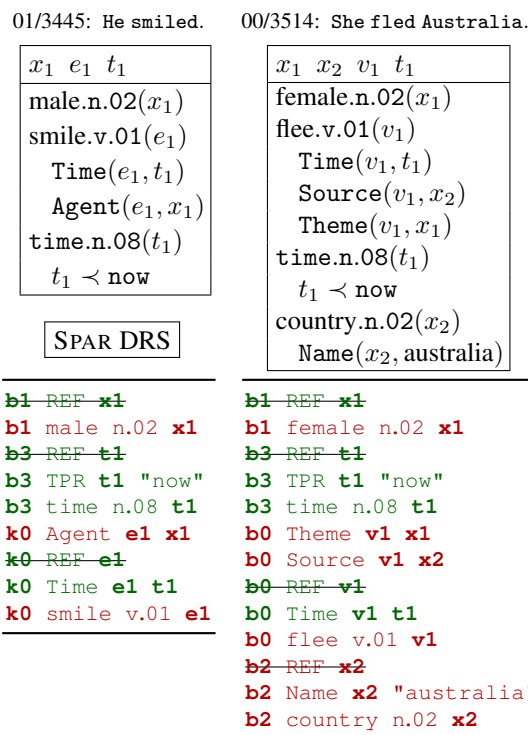 01/3445: He smiled.
x1 e1 t1
male.n.02(x1)
smile.v.01(e1)
Time(e1, t1)
Agent(e1, x1)
time.n.08(t1)
t1 ≺ now
SPAR DRS
b1 REF x1
b1 male n.02 x1
b3 REF t1
b3 TPR t1 "now"
b3 time n.08 t1
k0 Agent e1 x1
k0 REF e1
k0 Time e1 t1
k0 smile v.01 e1
00/3514: She fled Australia.
x1 x2 v1 t1
female.n.02(x1)
flee.v.01(v1)
Time(v1, t1)
Source(v1, x2)
Theme(v1, x1)
time.n.08(t1)
t1 ≺ now
country.n.02(x2)
Name(x2, australia)
b1 REF x1
b1 female n.02 x1
b3 REF t1
b3 TPR t1 "now"
b3 time n.08 t1
b0 Theme v1 x1
b0 Source v1 x2
b0 REF v1
b0 Time v1 t1
b0 flee v.01 v1
b2 REF x2
b2 Name x2 "australia"
b2 country n.02 x2